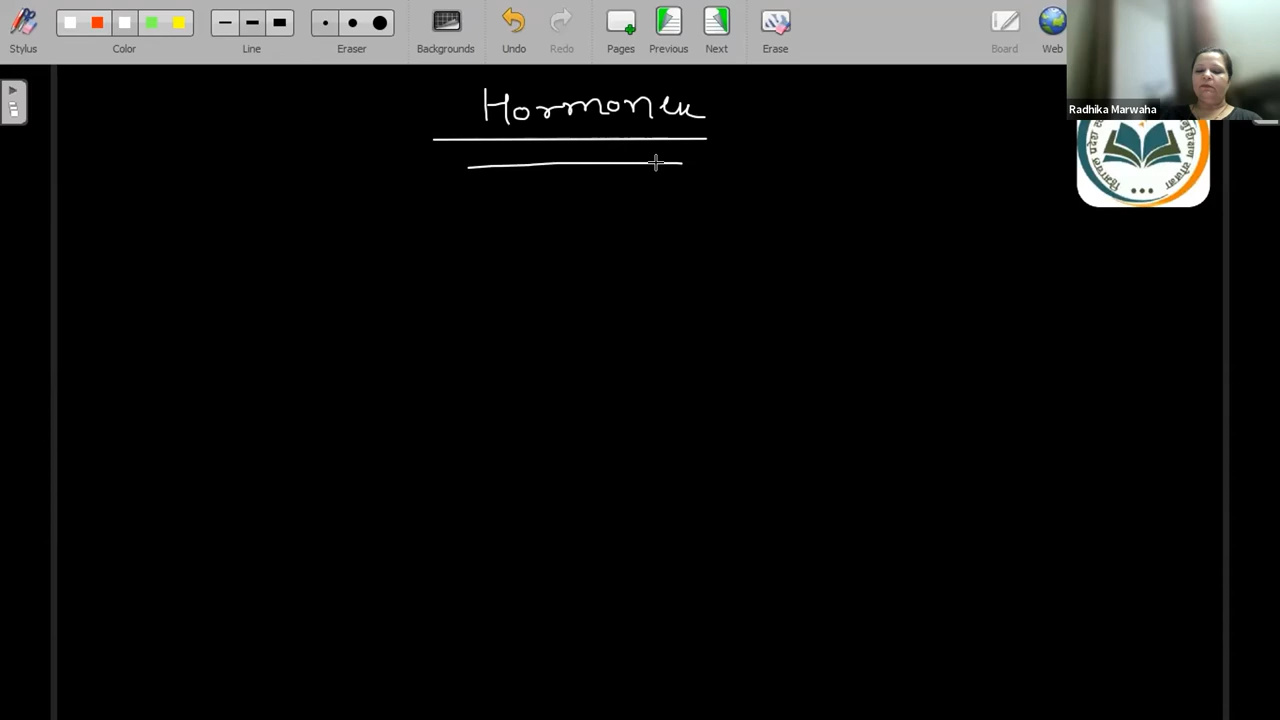 Stylus Color Line Eraser Backgrounds Undo Redo Pages Previous Next Erase Board Web
Radhika Marwaha
Hormones